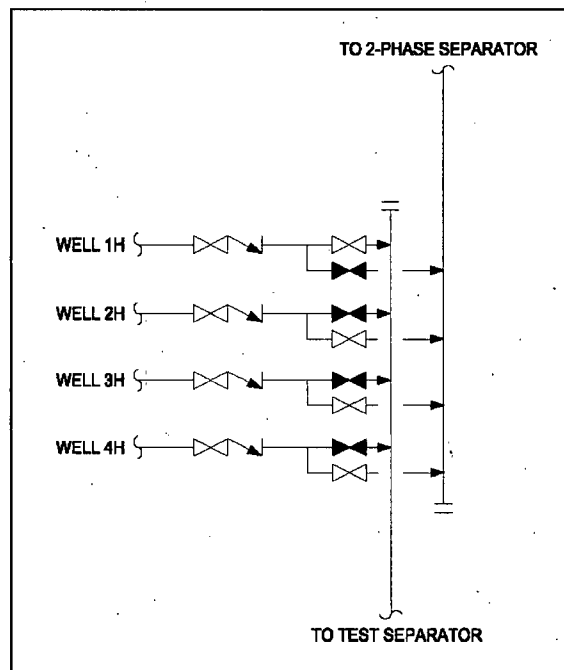 TO 2-PHASE SEPARATOR
WELL 1H
WELL 2H
WELL 3H
WELL 4H
TO TEST SEPARATOR